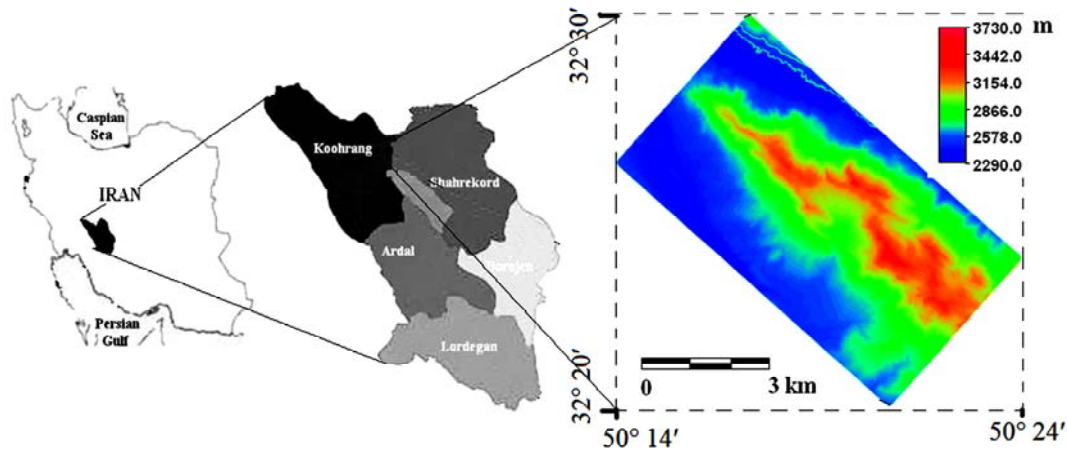 Caspian
Sea
IRAN
Persian
Gulf
Koohrang
Shahrekord
Ardal
Borojen
Lordegan
32° 30′
32° 20′
50° 14′
50° 24′
3730.0 m
3442.0
3154.0
2866.0
2578.0
2290.0
0 3 km